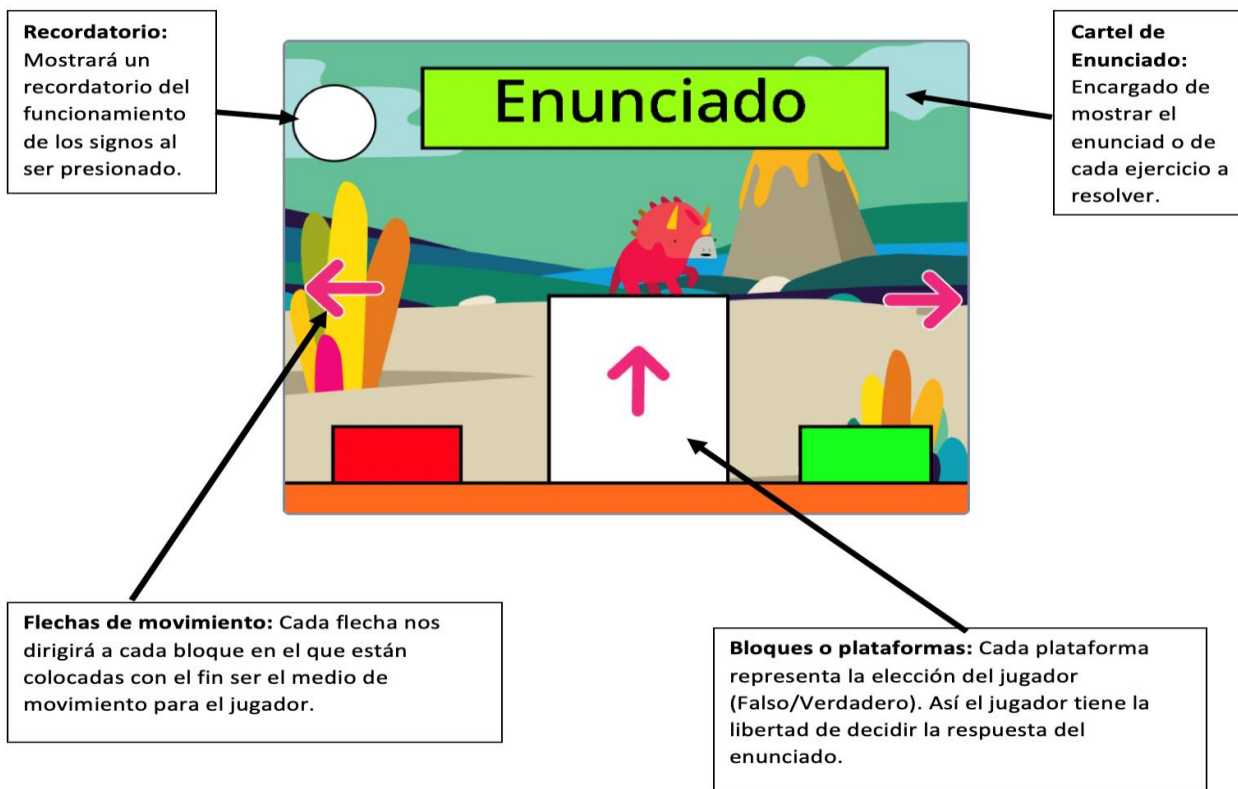 Recordatorio:
Mostrará un
recordatorio del
funcionamiento
de los signos al
ser presionado.
Enunciado
Cartel de
Enunciado:
Encargado de
mostrar el
enunciad o de
cada ejercicio a
resolver.
Flechas de movimiento: Cada flecha nos
dirigirá a cada bloque en el que están
colocadas con el fin ser el medio de
movimiento para el jugador.
Bloques o plataformas: Cada plataforma
representa la elección del jugador
(Falso/Verdadero). Así el jugador tiene la
libertad de decidir la respuesta del
enunciado.